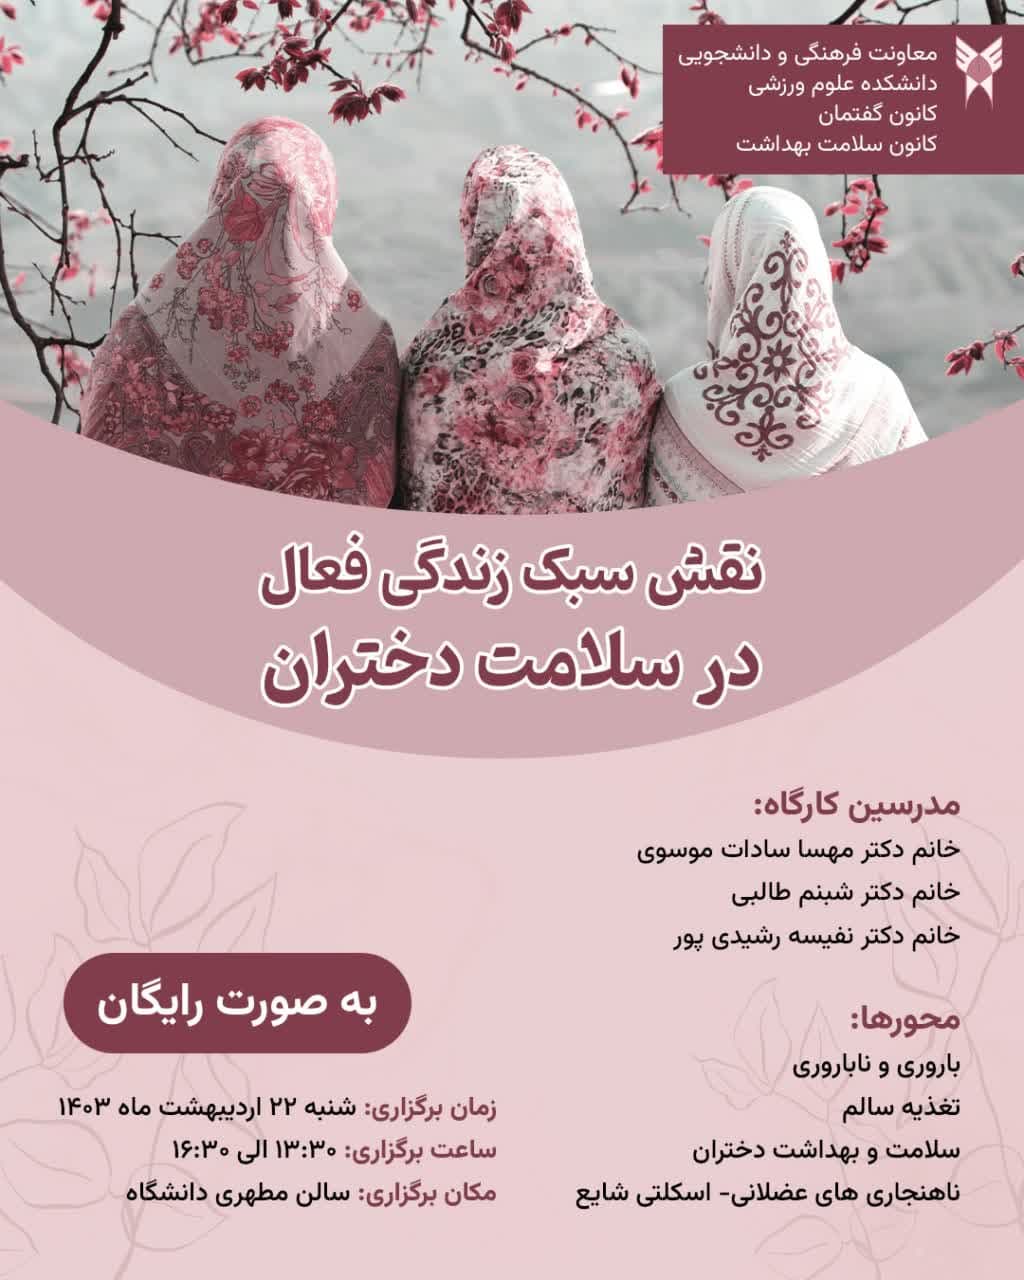 معاونت فرهنگی و دانشجویی
دانشکده علوم ورزشی
کانون گفتمان
کانون سلامت بهداشت
نقش سبک زندگی فعال
در سلامت دختران
مدرسین کارگاه:
خانم دکتر مهسا سادات موسوی
خانم دکتر شبنم طالبی
خانم دکتر نفیسه رشیدی پور
محورها:
باروری و ناباروری
تغذیه سالم
سلامت و بهداشت دختران
ناهنجاری های عضلانی- اسکلتی شایع
به صورت رایگان
زمان برگزاری: شنبه ۲۲ اردیبهشت ماه ۱۴۰۳
ساعت برگزاری: ۱۳:۳۰ الی ۱۶:۳۰
مکان برگزاری: سالن مطهری دانشگاه